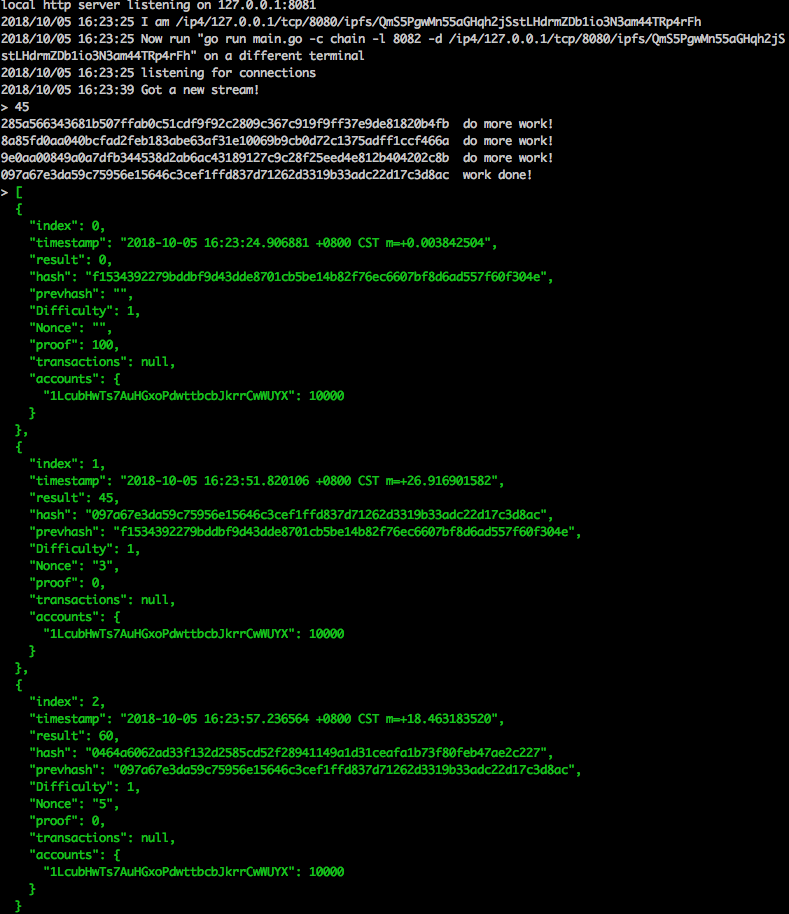 local http server listening on 127.0.0.1:8081
2018/10/05 16:23:25 I am /ip4/127.0.0.1/tcp/8080/ipfs/QmS5PgwMn55aGHqh2jSstLHdrmZDb1io3N3am44TRp4rFh
2018/10/05 16:23:25 Now run "go run main.go -c chain -l 8082 -d /ip4/127.0.0.1/tcp/8080/ipfs/QmS5PgwMn55aGHqh2jS
stLHdrmZDb1io3N3am44TRp4rFh" on a different terminal
2018/10/05 16:23:25 listening for connections
2018/10/05 16:23:39 Got a new stream!
> 45
285a566343681b507ffab0c51cdf9f92c2809c367c919f9ff37e9de81820b4fb  do more work!
8a85fd0aa040bcfad2feb183abe63af31e10069b9cb0d72c1375adff1ccf466a  do more work!
9e0aa00849a0a7dfb344538d2ab6ac43189127c9c28f25eed4e812b404202c8b  do more work!
097a67e3da59c75956e15646c3cef1ffd837d71262d3319b33adc22d17c3d8ac  work done!
> [
  {
    "index": 0,
    "timestamp": "2018-10-05 16:23:24.906881 +0800 CST m=+0.003842504",
    "result": 0,
    "hash": "f1534392279bddbf9d43dde8701cb5be14b82f76ec6607bf8d6ad557f60f304e",
    "prevhash": "",
    "Difficulty": 1,
    "Nonce": "",
    "proof": 100,
    "transactions": null,
    "accounts": {
      "1LcubHwTs7AuHGxoPdwttbcbJkrrCwWUYX": 10000
    }
  },
  {
    "index": 1,
    "timestamp": "2018-10-05 16:23:51.820106 +0800 CST m=+26.916901582",
    "result": 45,
    "hash": "097a67e3da59c75956e15646c3cef1ffd837d71262d3319b33adc22d17c3d8ac",
    "prevhash": "f1534392279bddbf9d43dde8701cb5be14b82f76ec6607bf8d6ad557f60f304e",
    "Difficulty": 1,
    "Nonce": "3",
    "proof": 0,
    "transactions": null,
    "accounts": {
      "1LcubHwTs7AuHGxoPdwttbcbJkrrCwWUYX": 10000
    }
  },
  {
    "index": 2,
    "timestamp": "2018-10-05 16:23:57.236564 +0800 CST m=+18.463183520",
    "result": 60,
    "hash": "0464a6062ad33f132d2585cd52f28941149a1d31ceafa1b73f80feb47ae2c227",
    "prevhash": "097a67e3da59c75956e15646c3cef1ffd837d71262d3319b33adc22d17c3d8ac",
    "Difficulty": 1,
    "Nonce": "5",
    "proof": 0,
    "transactions": null,
    "accounts": {
      "1LcubHwTs7AuHGxoPdwttbcbJkrrCwWUYX": 10000
    }
  }